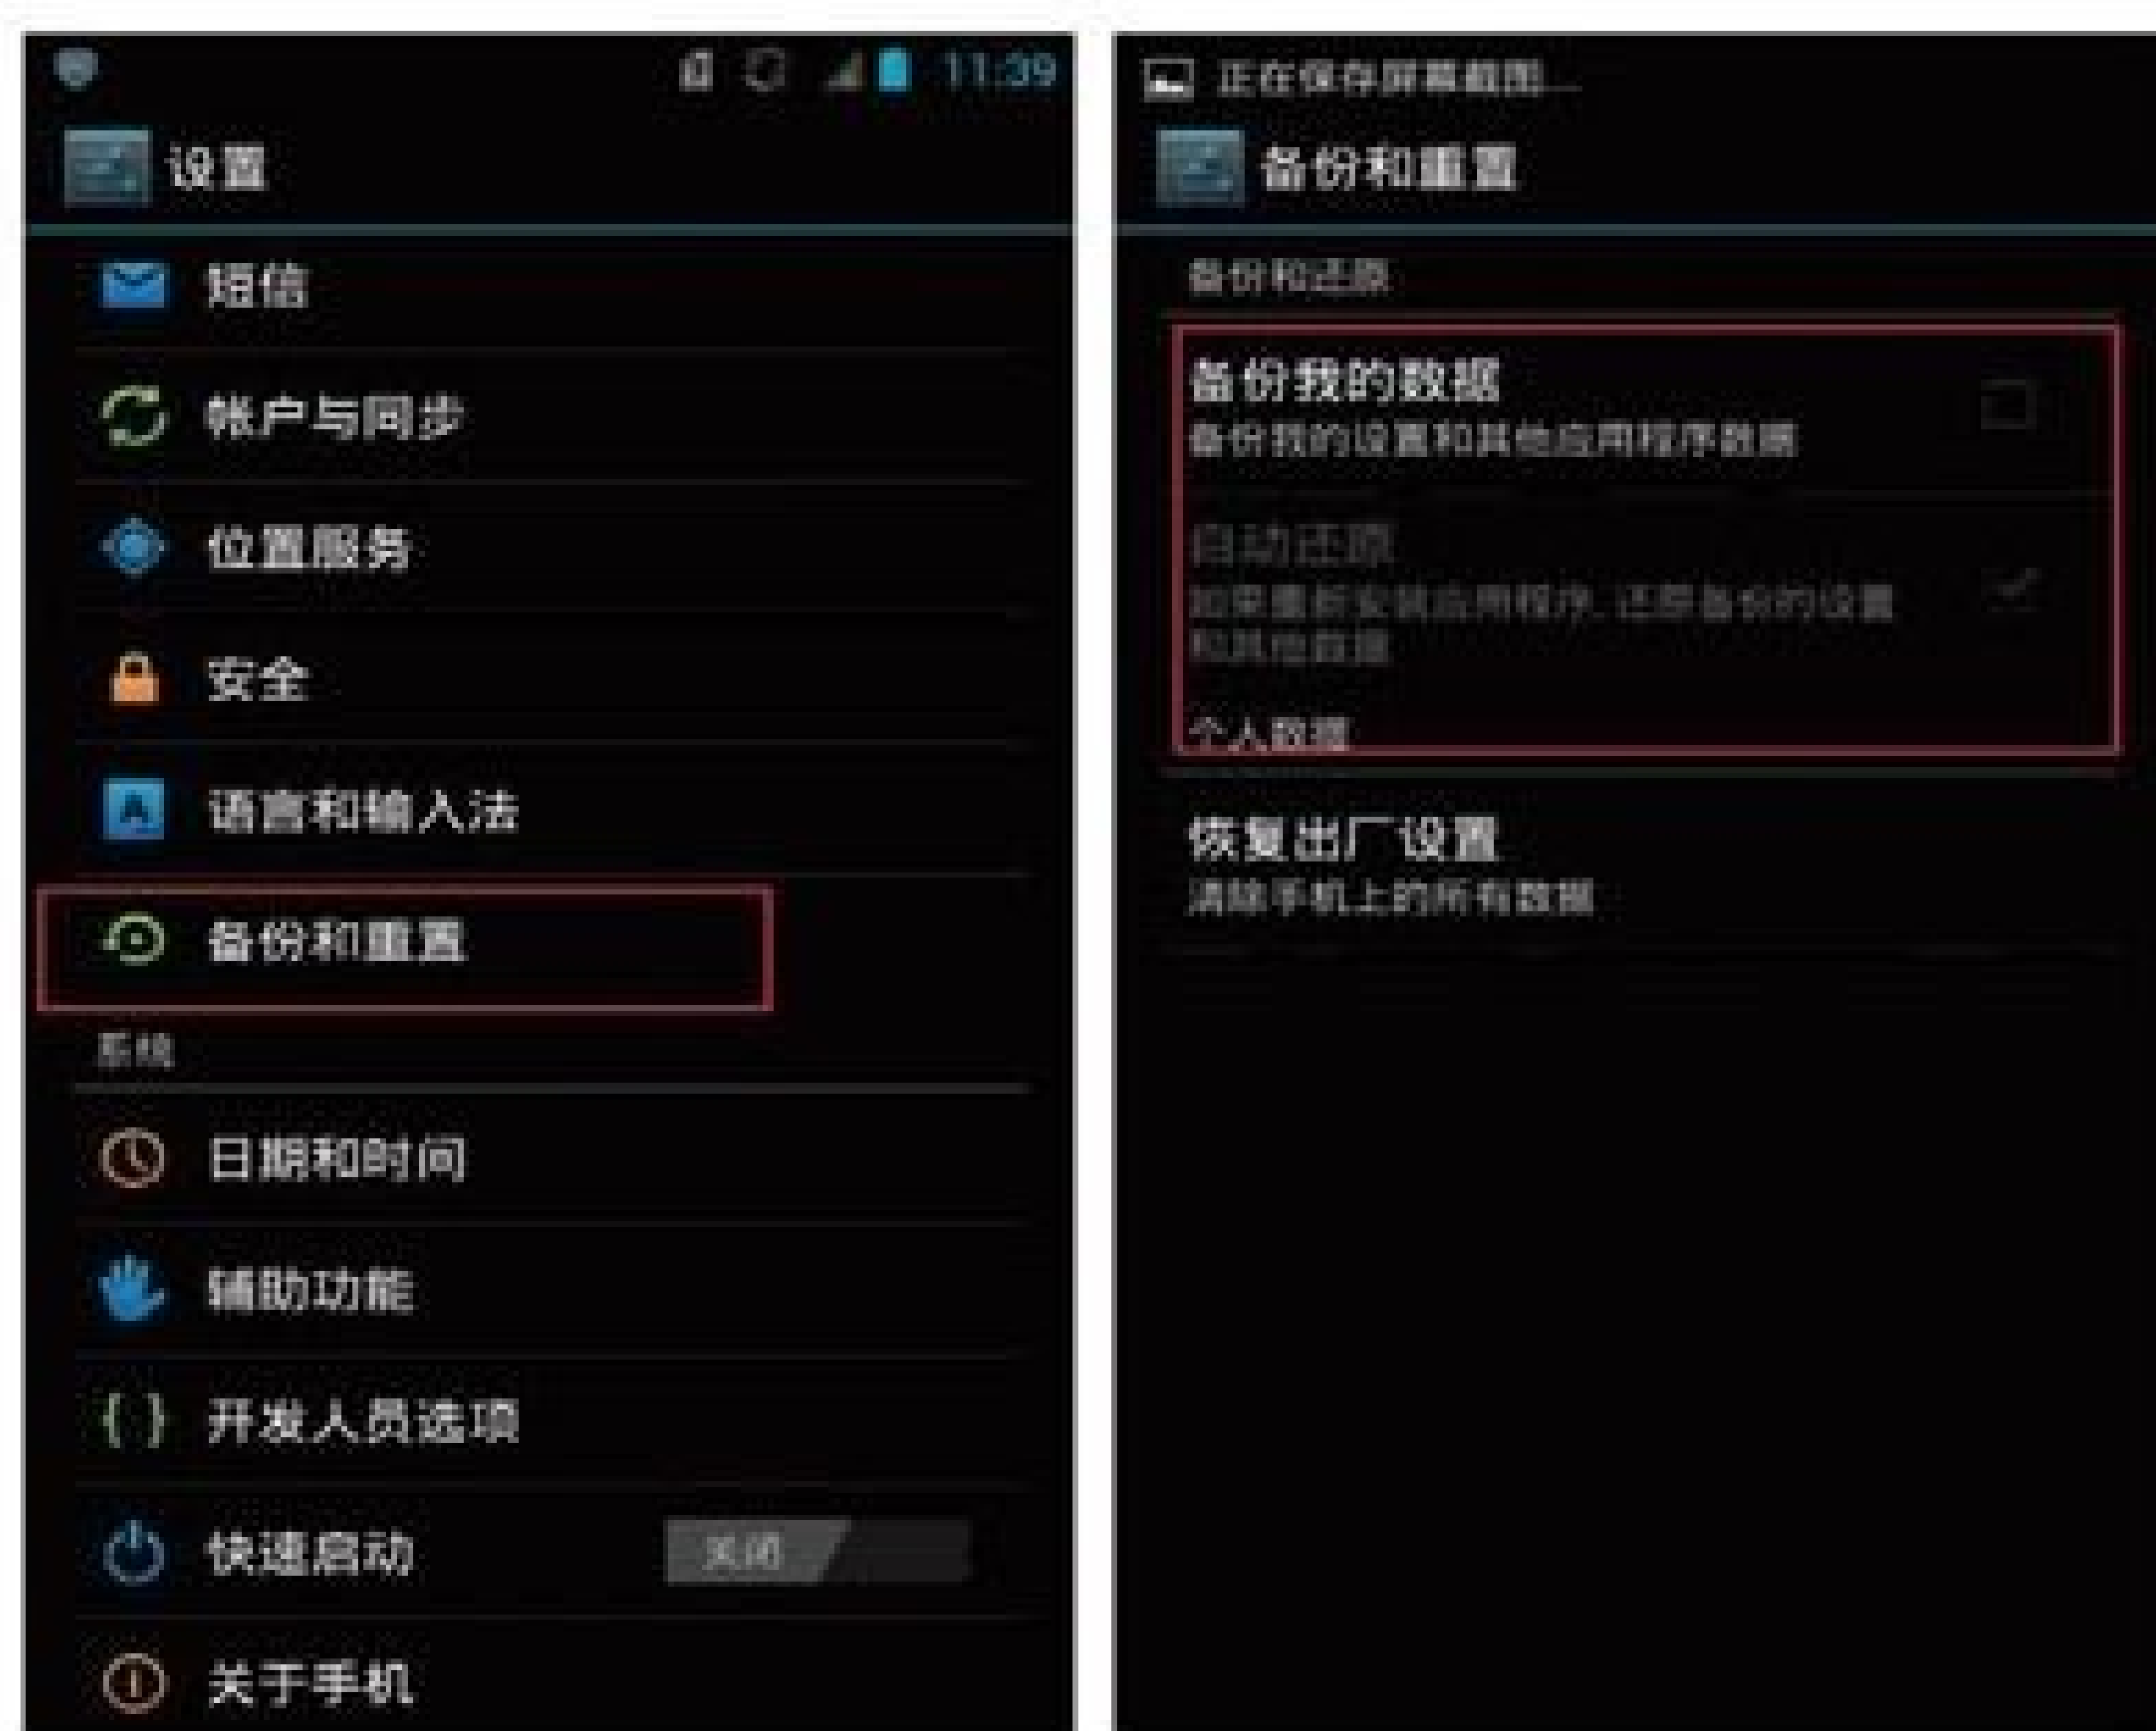 11:39
设置
短信
帐户与同步
位置服务
安全
A
语言和输入法
备份和重置
系统
日期和时间
辅助功能
{ } 开发人员选项
快速启动
关闭
关于手机
正在保存屏幕截图...
备份和重置
备份和还原
备份我的数据
备份我的设置和其他应用程序数据
自动还原
如果重新安装应用程序,还原备份的设置
和其他数据
个人数据
恢复出厂设置
清除手机上的所有数据